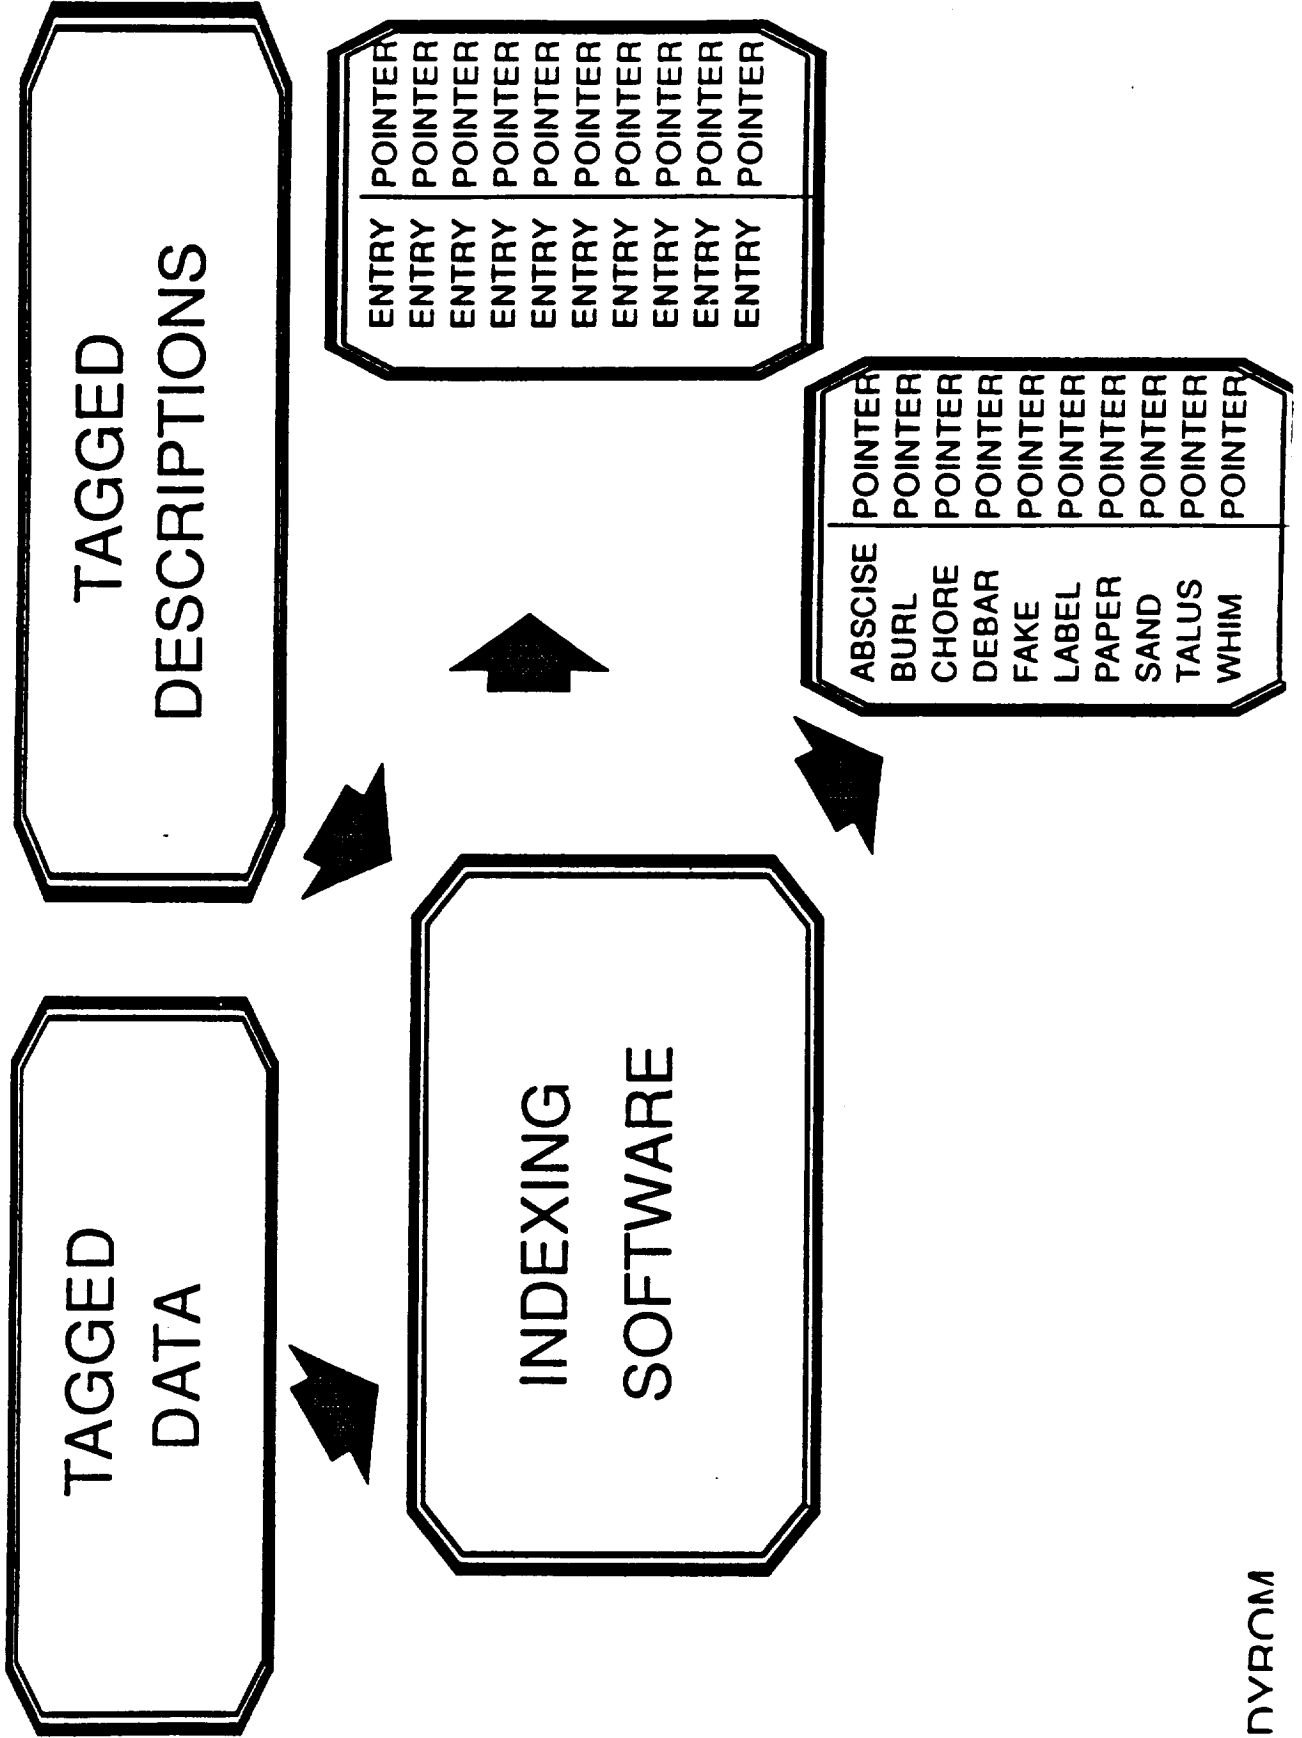 TAGGED
DATA
TAGGED
DESCRIPTIONS
INDEXING
SOFTWARE
ENTRY POINTER
ENTRY POINTER
ENTRY POINTER
ENTRY POINTER
ENTRY POINTER
ENTRY POINTER
ENTRY POINTER
ENTRY POINTER
ENTRY POINTER
ENTRY POINTER
ABSCISE POINTER
BURL POINTER
CHORE POINTER
DEBAR POINTER
FAKE POINTER
LABEL POINTER
PAPER POINTER
SAND POINTER
TALUS POINTER
WHIM POINTER
DYROM